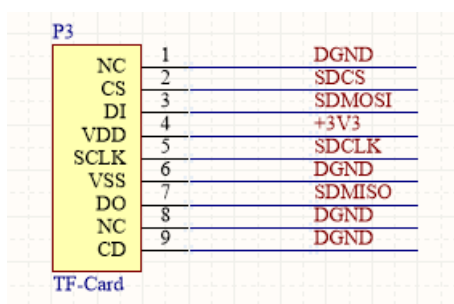 P3
NC 1 DGND
CS 2 SDCS
DI 3 SDMOSI
VDD 4 +3V3
SCLK 5 SDCLK
VSS 6 DGND
DO 7 SDMISO
NC 8 DGND
CD 9 DGND
TF-Card